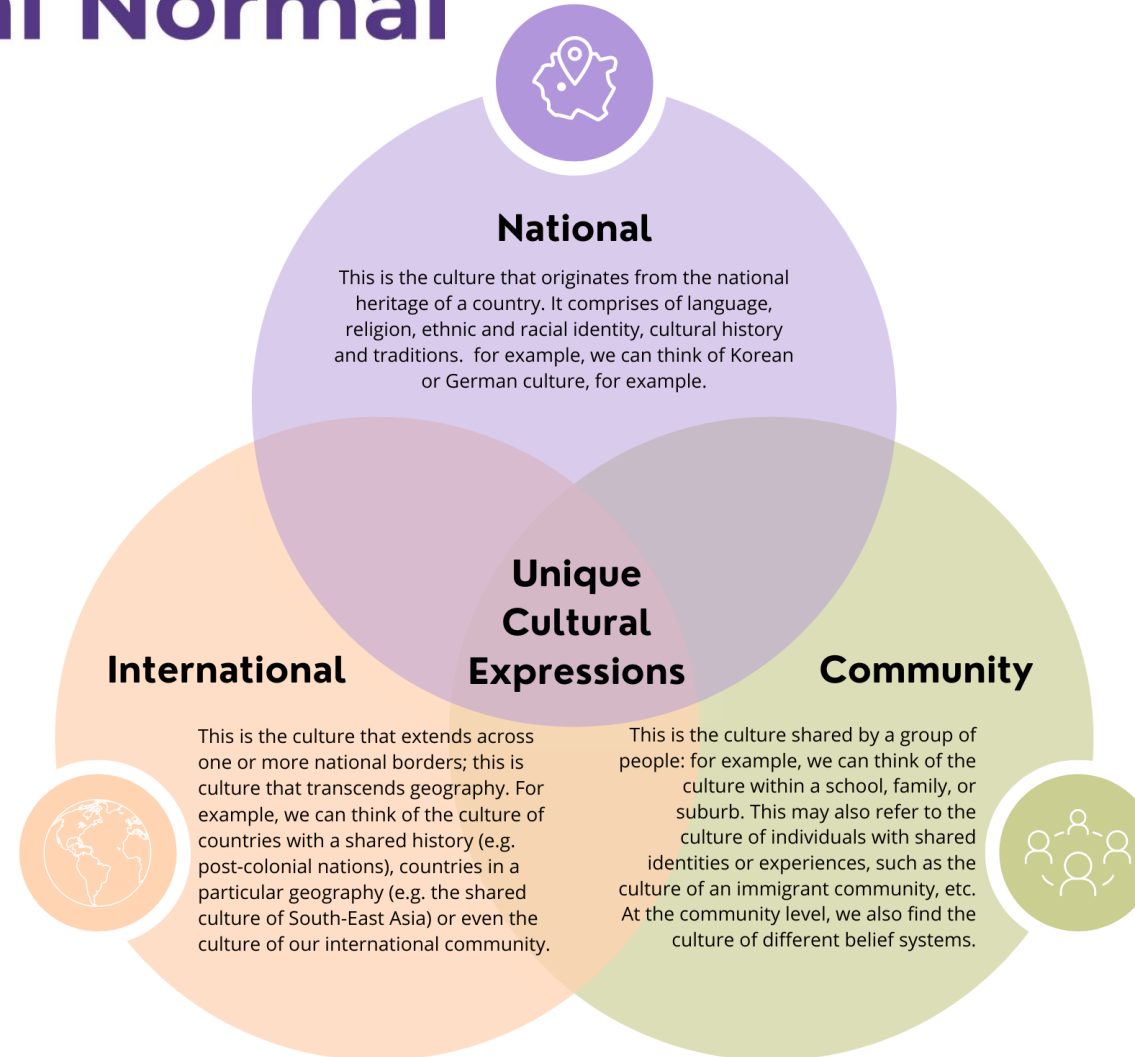 al Normal
National
This is the culture that originates from the national
heritage of a country. It comprises of language,
religion, ethnic and racial identity, cultural history
and traditions.  for example, we can think of Korean
or German culture, for example.
Unique
Cultural
Expressions
International
This is the culture that extends across
one or more national borders; this is
culture that transcends geography. For
example, we can think of the culture of
countries with a shared history (e.g.
post-colonial nations), countries in a
particular geography (e.g. the shared
culture of South-East Asia) or even the
culture of our international community.
Community
This is the culture shared by a group of
people: for example, we can think of the
culture within a school, family, or
suburb. This may also refer to the
culture of individuals with shared
identities or experiences, such as the
culture of an immigrant community, etc.
At the community level, we also find the
culture of different belief systems.